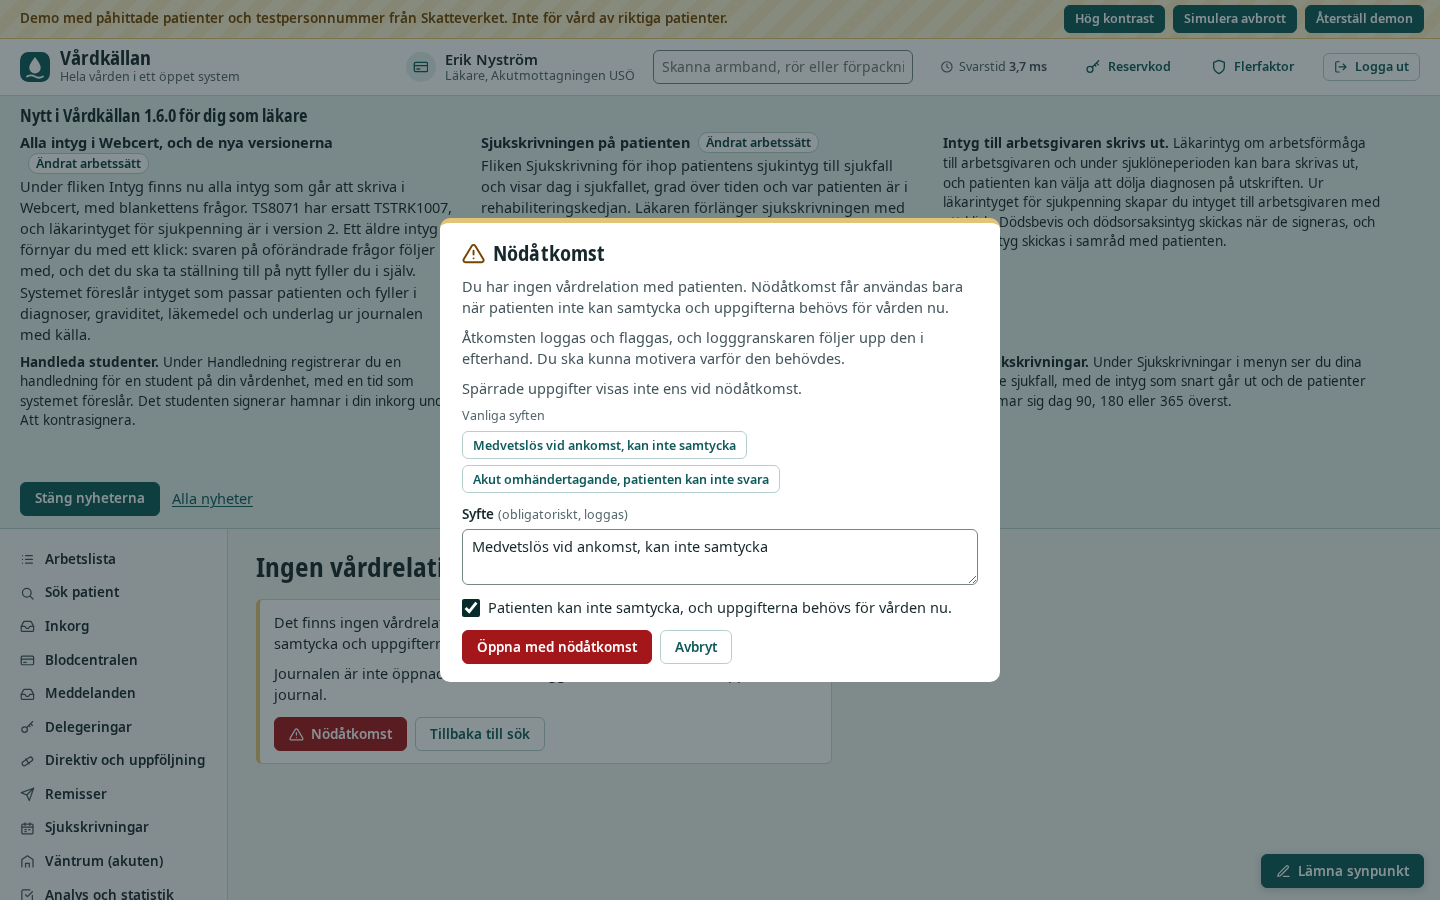 Demo med påhittade patienter och testpersonnummer från Skatteverket. Inte för vård av riktiga patienter.
Hög kontrast
Simulera avbrott
Återställ demon
Vårdkällan
Hela vården i ett öppet system
Erik Nyström
Läkare, Akutmottagningen USÖ
Skanna armband, rör eller förpackni
Svarstid 3,7 ms
Reservkod
Flerfaktor
Logga ut
Nytt i Vårdkällan 1.6.0 för dig som läkare
Alla intyg i Webcert, och de nya versionerna
Ändrat arbetssätt
Under fliken Intyg finns nu alla intyg som går att skriva i
Webcert, med blankettens frågor. TS8071 har ersatt TSTRK1007,
och läkarintyget för sjukpenning är i version 2. Ett äldre intyg
förnyar du med ett klick: svaren på oförändrade frågor följer
med, och det du ska ta ställning till på nytt fyller du i själv.
Systemet föreslår intyget som passar patienten och fyller i
diagnoser, graviditet, läkemedel och underlag ur journalen
med källa.
Sjukskrivningen på patienten
Ändrat arbetssätt
Fliken Sjukskrivning för ihop patientens sjukintyg till sjukfall
och visar dag i sjukfallet, grad över tiden och var patienten är i
rehabiliteringskedjan. Läkaren förlänger sjukskrivningen med
Intyg till arbetsgivaren skrivs ut. Läkarintyg om arbetsförmåga
till arbetsgivaren och under sjuklöneperioden kan bara skrivas ut,
och patienten kan välja att dölja diagnosen på utskriften. Ur
läkarintyget för sjukpenning skapar du intyget till arbetsgivaren med
Dödsbevis och dödsorsaksintyg skickas när de signeras, och
skickas i samråd med patienten.
Handleda studenter. Under Handledning registrerar du en
handledning för en student på din vårdenhet, med en tid som
systemet föreslår. Det studenten signerar hamnar i din inkorg
Att kontrasignera.
Under Sjukskrivningar i menyn ser du dina
sjukfall, med de intyg som snart går ut och de patienter
sig dag 90, 180 eller 365 överst.
Stäng nyheterna
Alla nyheter
Nödåtkomst
Du har ingen vårdrelation med patienten. Nödåtkomst får användas bara
när patienten inte kan samtycka och uppgifterna behövs för vården nu.
Åtkomsten loggas och flaggas, och logggranskaren följer upp den i
efterhand. Du ska kunna motivera varför den behövdes.
Spärrade uppgifter visas inte ens vid nödåtkomst.
Vanliga syften
Medvetslös vid ankomst, kan inte samtycka
Akut omhändertagande, patienten kan inte svara
Syfte (obligatoriskt, loggas)
Medvetslös vid ankomst, kan inte samtycka
Patienten kan inte samtycka, och uppgifterna behövs för vården nu.
Öppna med nödåtkomst
Avbryt
Arbetslista
Sök patient
Inkorg
Blodcentralen
Meddelanden
Delegeringar
Direktiv och uppföljning
Remisser
Sjukskrivningar
Väntrum (akuten)
Analys och statistik
Ingen
Det finns ingen
samtycka och
Journalen är inte
journal.
Nödåtkomst
Tillbaka till sök
Lämna synpunkt